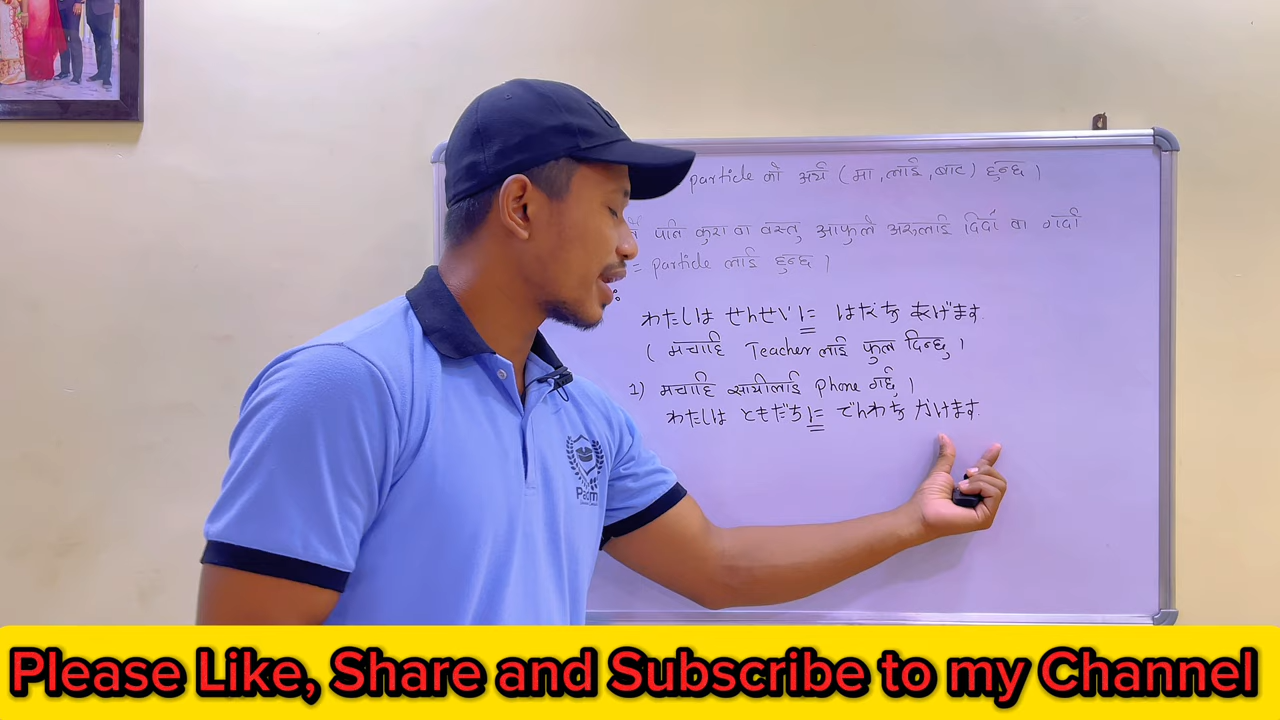 particle को अर्थ (मा, लाई, बाट) हुन्छ।
पनि कुरा वा वस्तु आफुले अरुलाई दिदाँ वा गर्दा
= particle लाई हुन्छ।
わたしは せんせいに はなを あげます.
(मचाहि Teacher लाई फुल दिन्छु।
1) मचाहि साथीलाई phone गर्छु।
わたしは ともだちに でんわを かけます.
Please Like, Share and Subscribe to my Channel